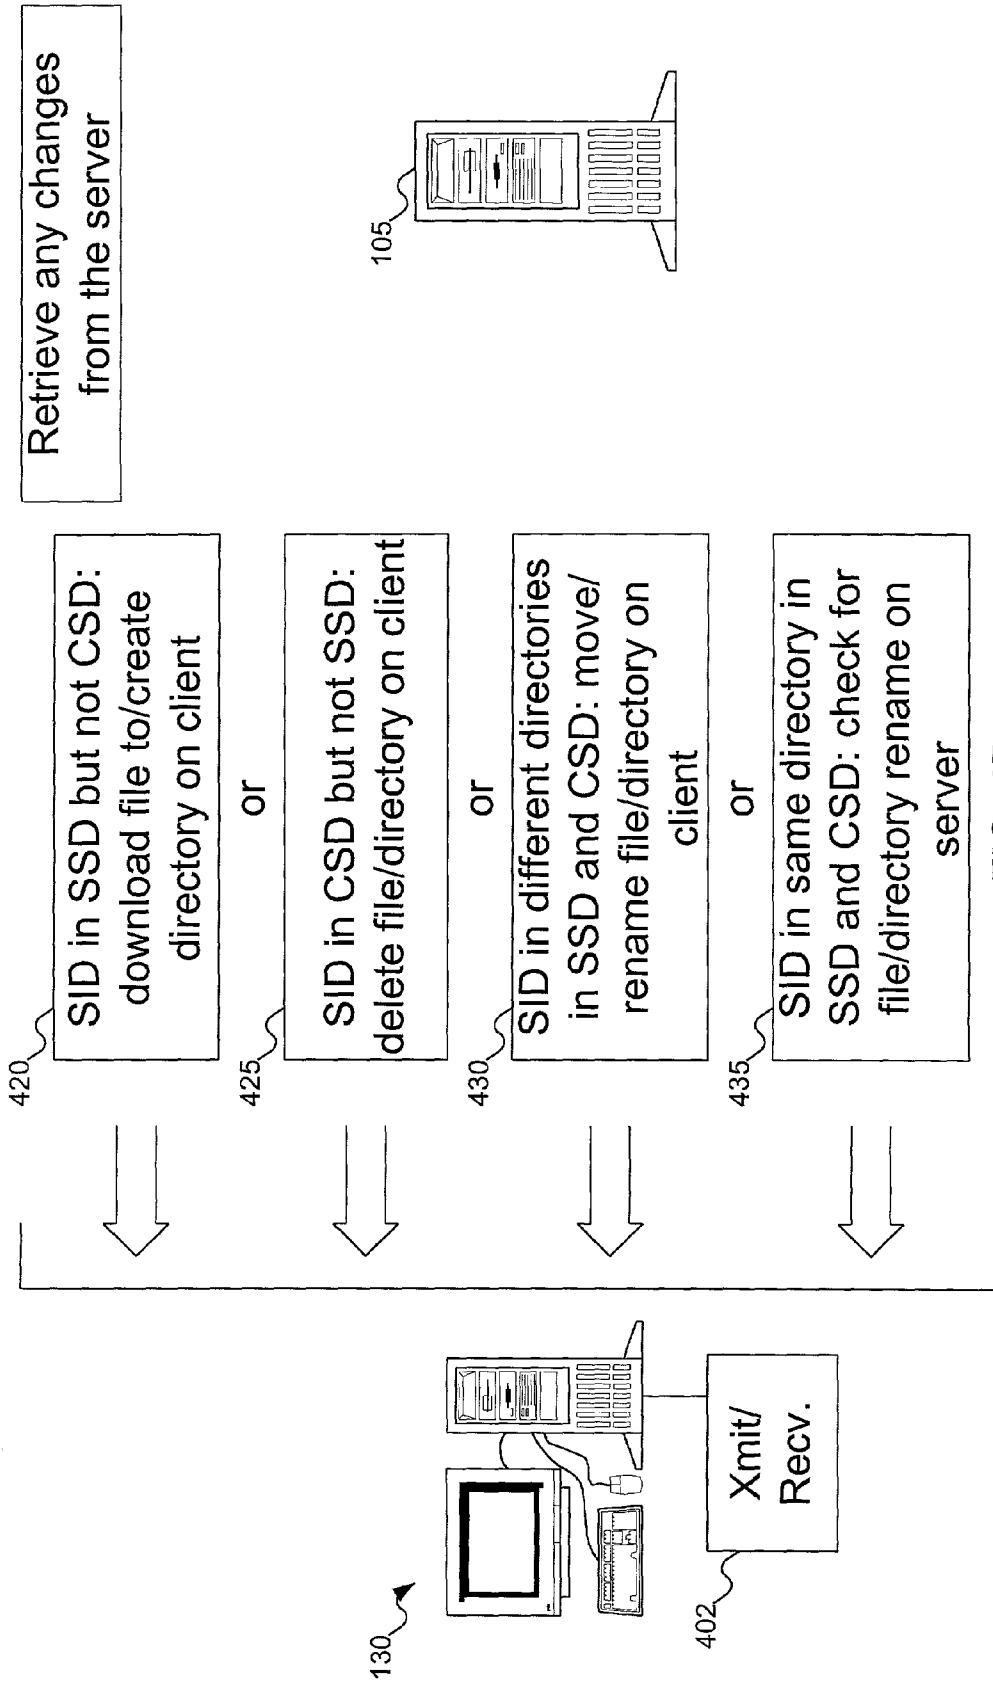 Retrieve any changes
from the server
105
420
SID in SSD but not CSD:
download file to/create
directory on client
or
425
SID in CSD but not SSD:
delete file/directory on client
or
430
SID in different directories
in SSD and CSD: move/
rename file/directory on
client
or
435
SID in same directory in
SSD and CSD: check for
file/directory rename on
server
130
402
Xmit/
Recv.